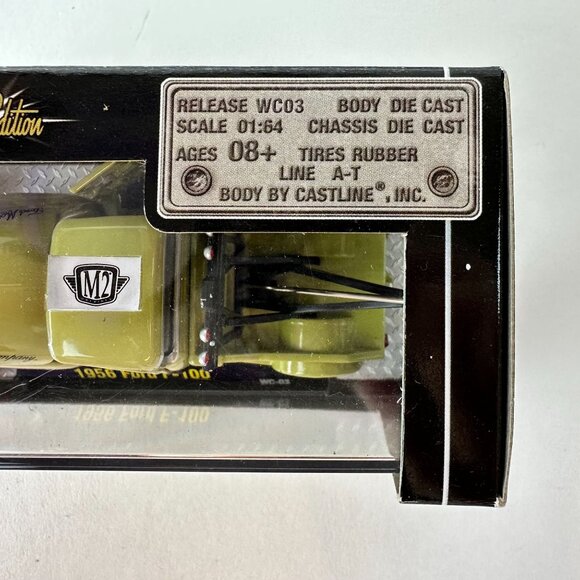 Edition
RELEASE WC03 BODY DIE CAST
SCALE 01:64 CHASSIS DIE CAST
AGES 08+ TIRES RUBBER
LINE A-T
BODY BY CASTLINE®, INC.
M2
1956 Ford F-100
WC-03